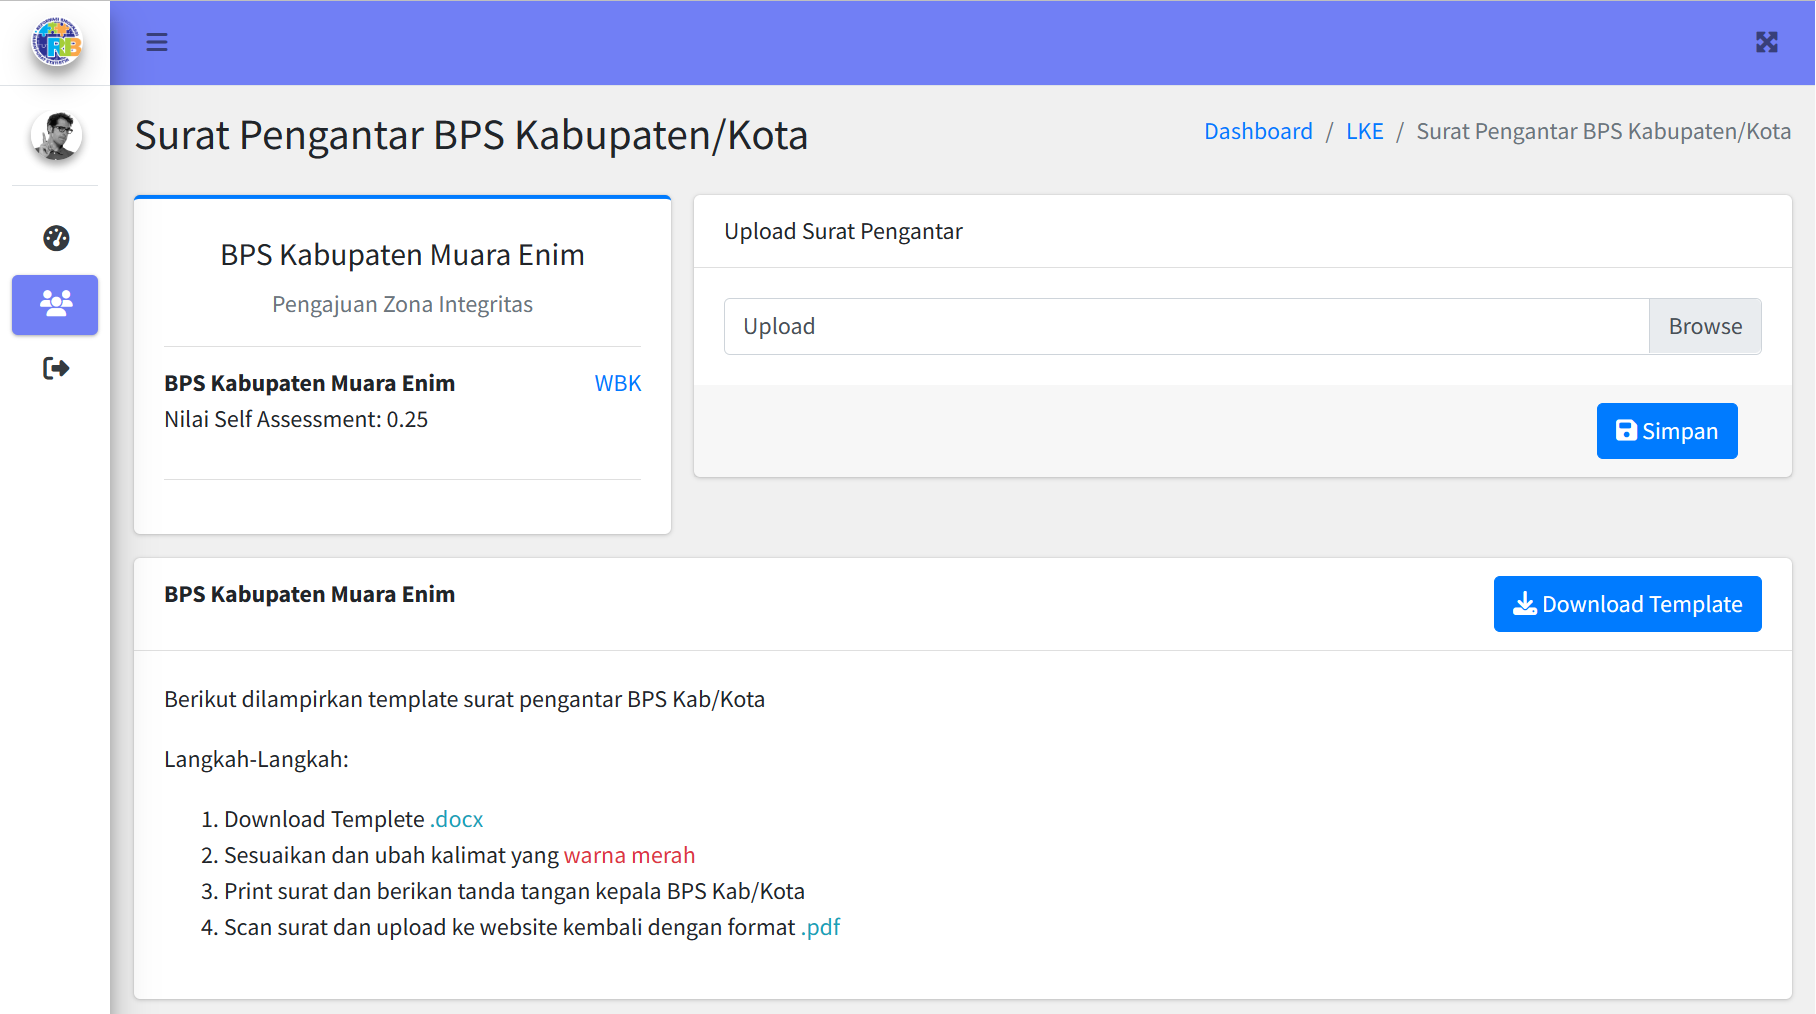 RB
Surat Pengantar BPS Kabupaten/Kota
Dashboard / LKE / Surat Pengantar BPS Kabupaten/Kota
BPS Kabupaten Muara Enim
Pengajuan Zona Integritas
BPS Kabupaten Muara Enim WBK
Nilai Self Assessment: 0.25
Upload Surat Pengantar
Upload Browse
Simpan
BPS Kabupaten Muara Enim
Download Template
Berikut dilampirkan template surat pengantar BPS Kab/Kota
Langkah-Langkah:
1. Download Templete .docx
2. Sesuaikan dan ubah kalimat yang warna merah
3. Print surat dan berikan tanda tangan kepala BPS Kab/Kota
4. Scan surat dan upload ke website kembali dengan format .pdf